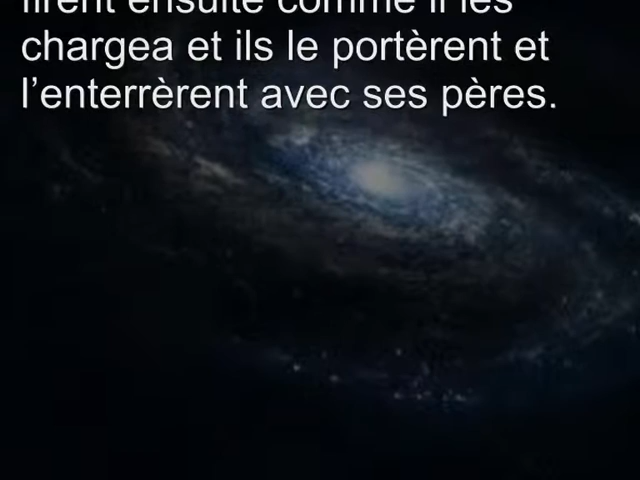 firent ensuite comme il les
chargea et ils le portèrent et
l’enterrèrent avec ses pères.